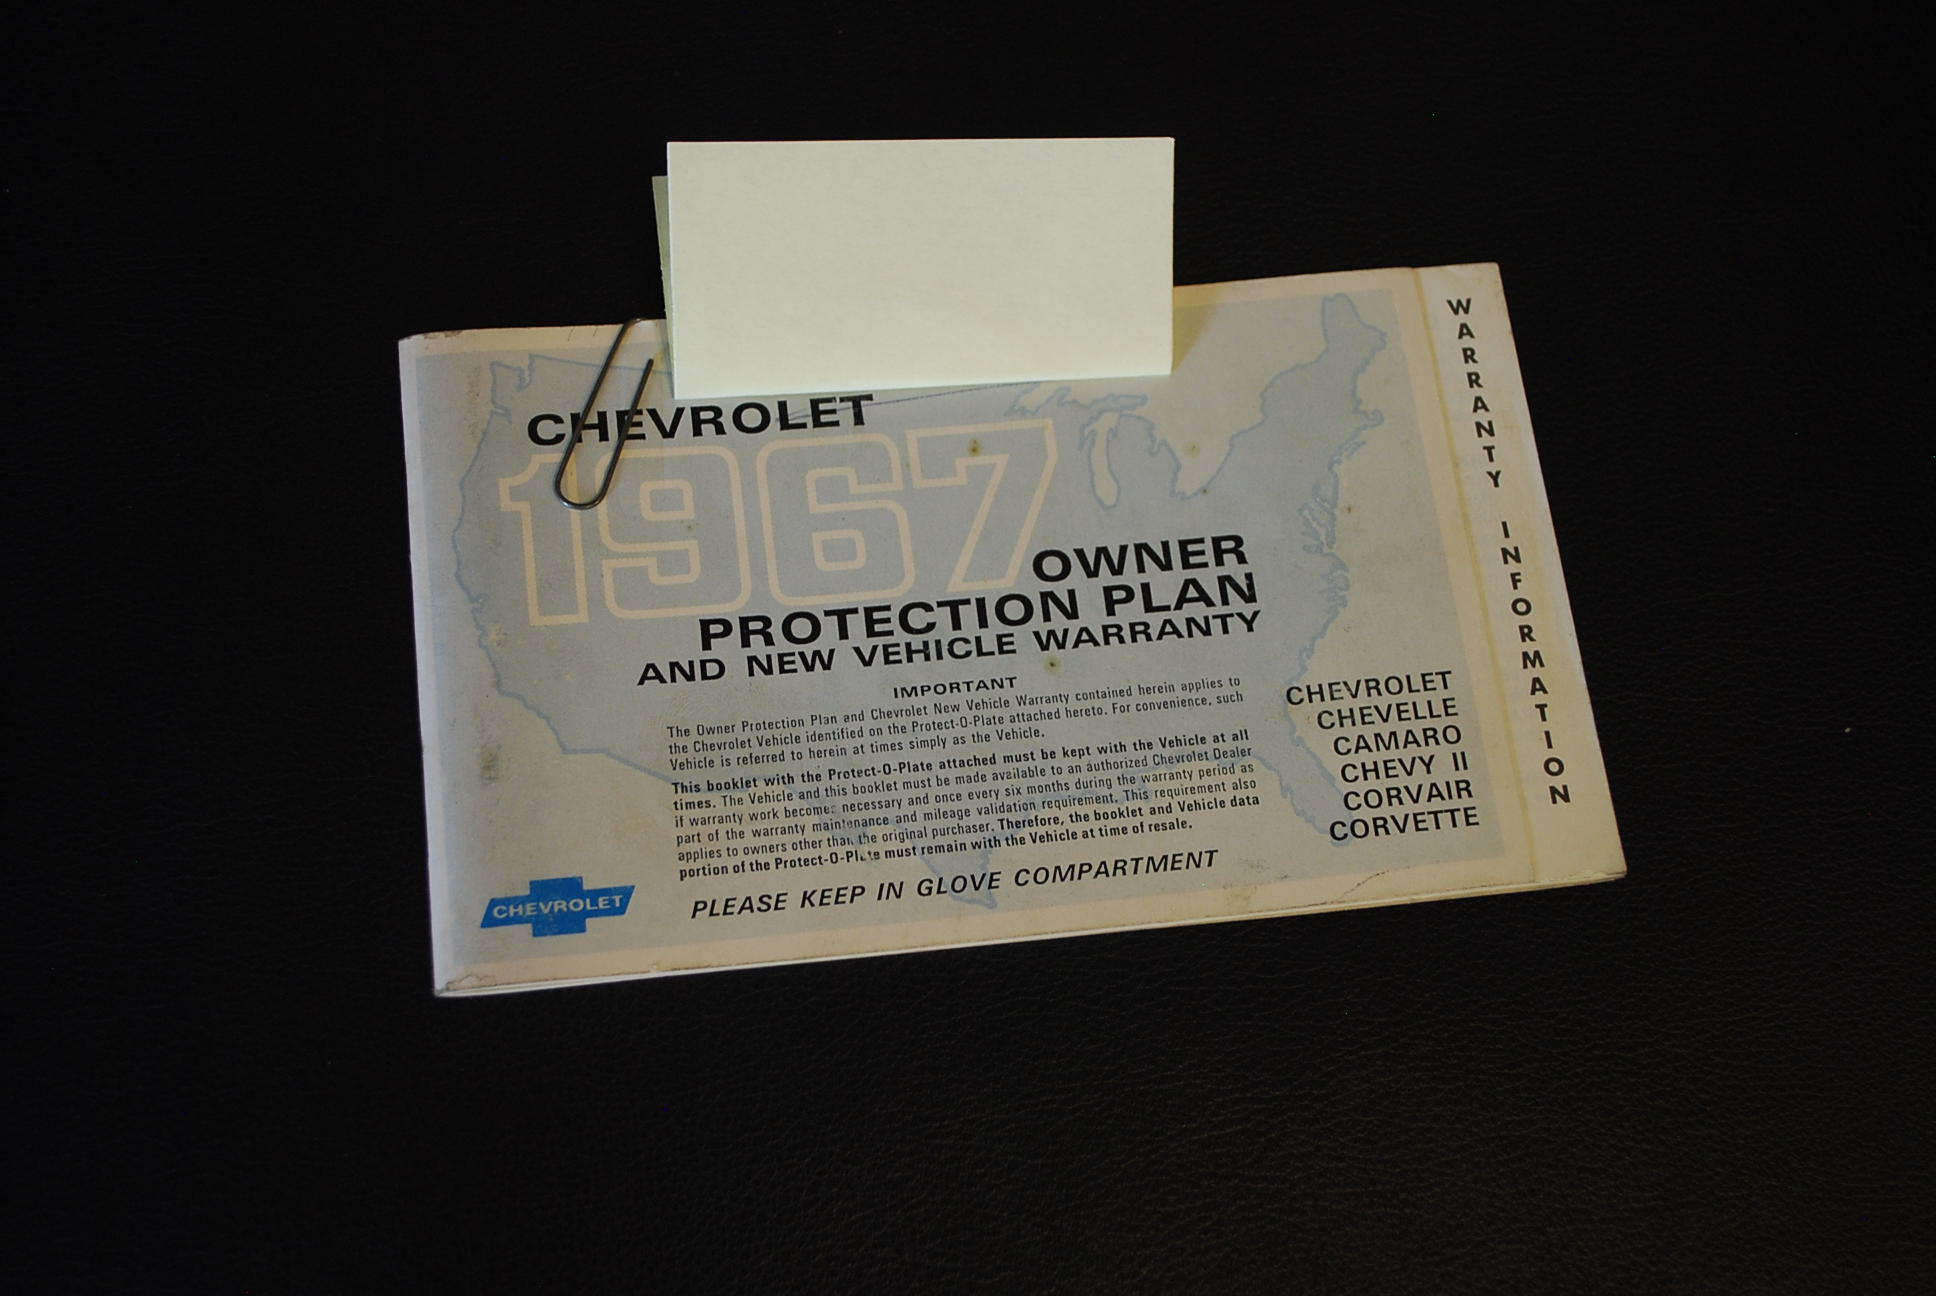 CHEVROLET
1967
OWNER
PROTECTION PLAN
AND NEW VEHICLE WARRANTY
IMPORTANT
The Owner Protection Plan and Chevrolet New Vehicle Warranty contained herein applies to
the Chevrolet Vehicle identified on the Protect-O-Plate attached hereto. For convenience, such
Vehicle is referred to herein at times simply as the Vehicle.
This booklet with the Protect-O-Plate attached must be kept with the Vehicle at all
times. The Vehicle and this booklet must be made available to an authorized Chevrolet Dealer
if warranty work becomes necessary and once every six months during the warranty period as
part of the warranty maintenance and mileage validation requirement. This requirement also
applies to owners other than the original purchaser. Therefore, the booklet and Vehicle data
portion of the Protect-O-Plate must remain with the Vehicle at time of resale.
PLEASE KEEP IN GLOVE COMPARTMENT
CHEVROLET
CHEVROLET
CHEVELLE
CAMARO
CHEVY II
CORVAIR
CORVETTE
WARRANTY INFORMATION